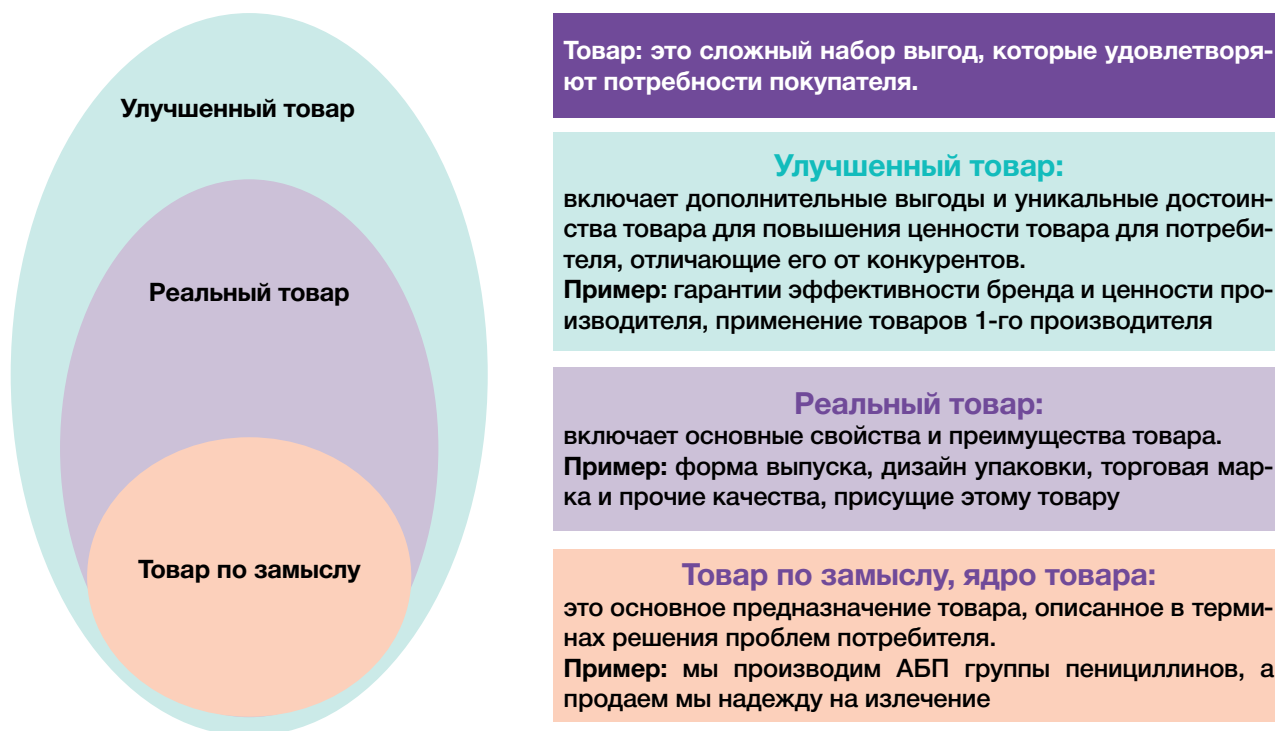 Улучшенный товар
Реальный товар
Товар по замыслу
Товар: это сложный набор выгод, которые удовлетворя-
ют потребности покупателя.
Улучшенный товар:
включает дополнительные выгоды и уникальные достоин-
ства товара для повышения ценности товара для потреби-
теля, отличающие его от конкурентов.
Пример: гарантии эффективности бренда и ценности про-
изводителя, применение товаров 1-го производителя
Реальный товар:
включает основные свойства и преимущества товара.
Пример: форма выпуска, дизайн упаковки, торговая мар-
ка и прочие качества, присущие этому товару
Товар по замыслу, ядро товара:
это основное предназначение товара, описанное в терми-
нах решения проблем потребителя.
Пример: мы производим АБП группы пенициллинов, а
продаем мы надежду на излечение